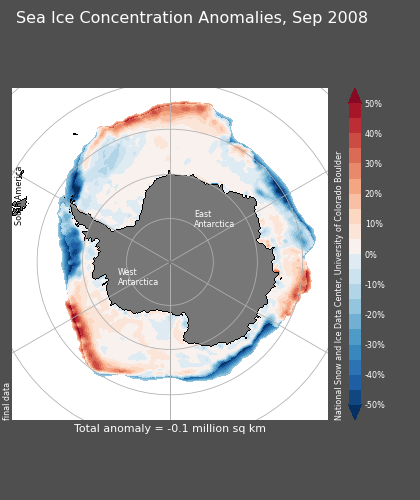 Sea Ice Concentration Anomalies, Sep 2008
South America
East
Antarctica
West
Antarctica
50%
40%
30%
20%
10%
0%
-10%
-20%
-30%
-40%
-50%
National Snow and Ice Data Center, University of Colorado Boulder
final data
Total anomaly = -0.1 million sq km